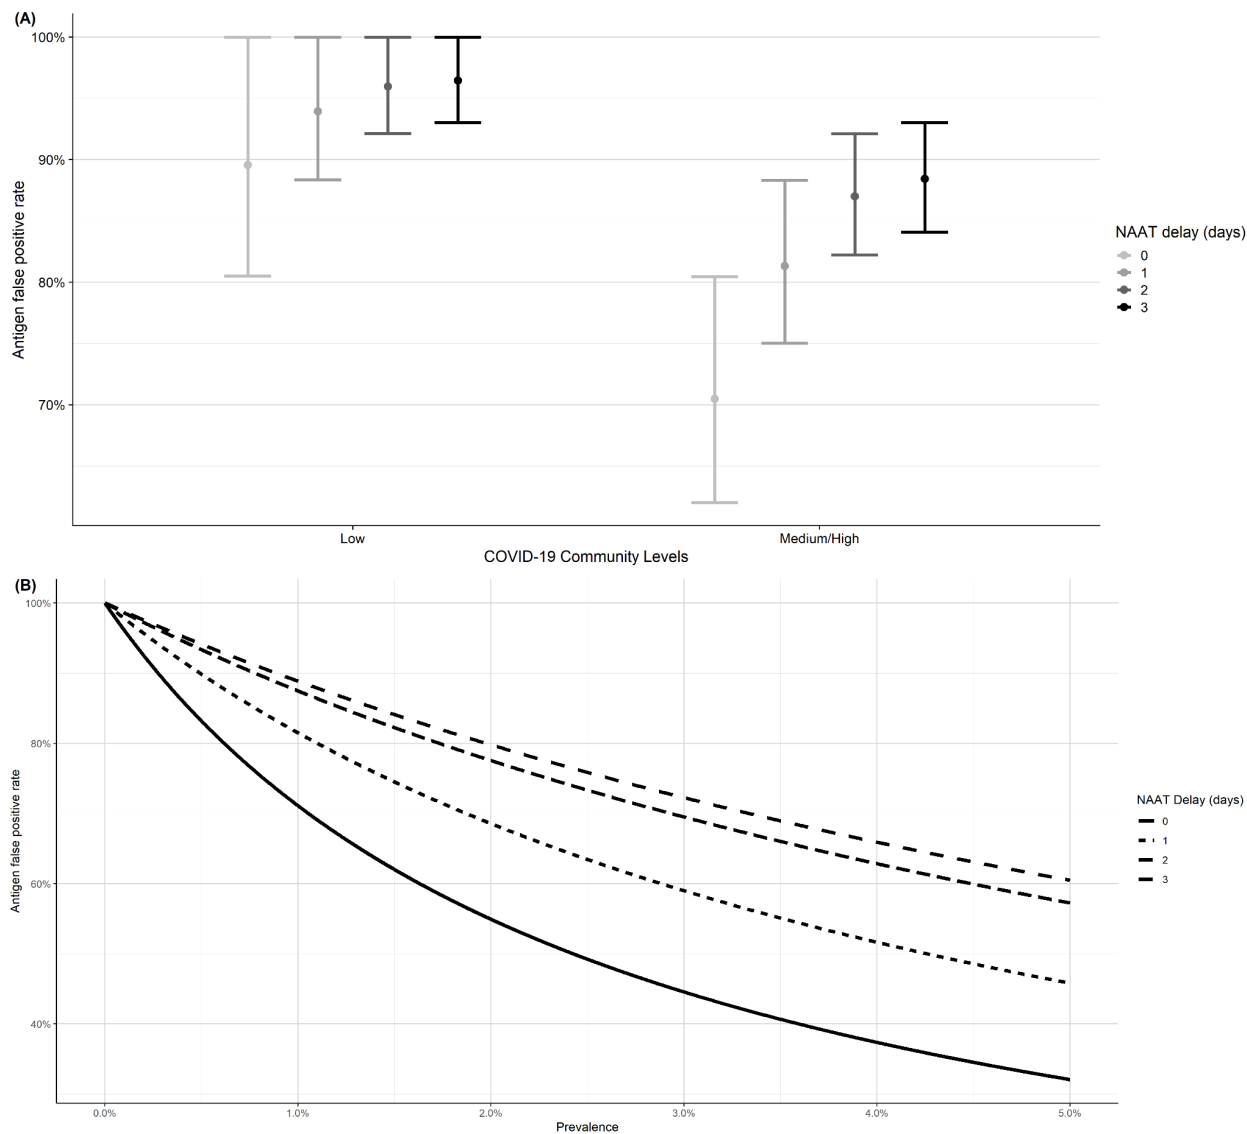 (A)
100%
90%
80%
70%
Antigen false positive rate
Low
Medium/High
COVID-19 Community Levels
NAAT delay (days)
0
1
2
3
(B)
100%
80%
60%
40%
Antigen false positive rate
0.0%
1.0%
2.0%
3.0%
4.0%
5.0%
Prevalence
NAAT Delay (days)
0
1
2
3